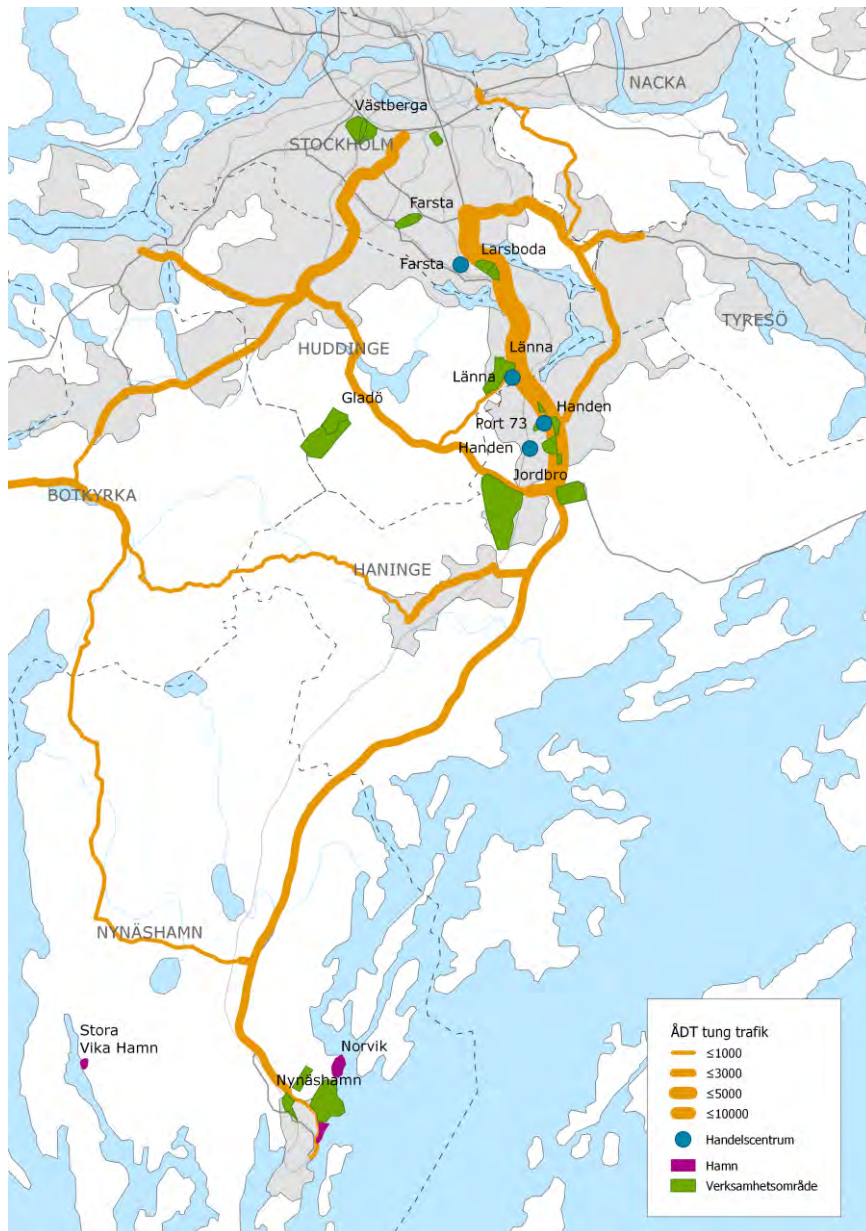 NACKA
Västberga
STOCKHOLM
Farsta
Larsboda
Farsta
TYRESÖ
HUDDINGE
Länna
Länna
Gladö
Handen
Port 73
Handen
Jordbro
BOTKYRKA
HANINGE
NYNÄSHAMN
Stora
Vika Hamn
Norvik
Nynäshamn
ÅDT tung trafik
≤1000
≤3000
≤5000
≤10000
Handelscentrum
Hamn
Verksamhetsområde